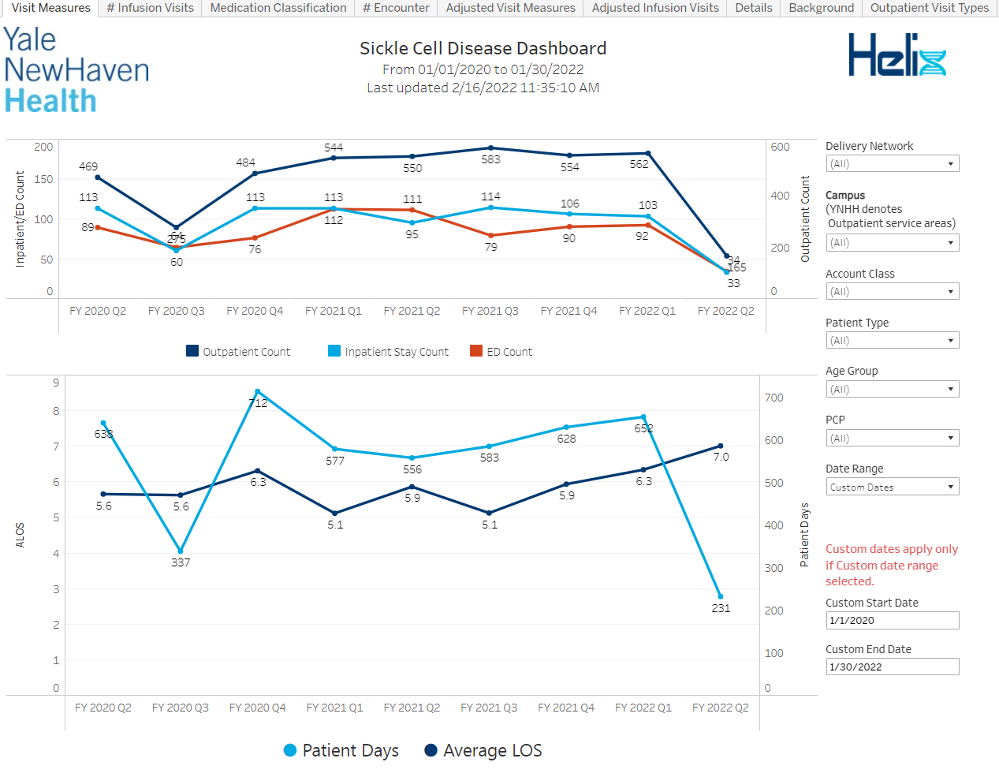 Visit Measures
# Infusion Visits
Medication Classification
# Encounter
Adjusted Visit Measures
Adjusted Infusion Visits
Details
Background
Outpatient Visit Types
Yale
NewHaven
Health
Sickle Cell Disease Dashboard
From 01/01/2020 to 01/30/2022
Last updated 2/16/2022 11:35:10 AM
Helix
Inpatient/ED Count
200
150
100
50
0
469
113
89
64
275
60
484
113
76
544
113
112
550
111
95
583
114
79
554
106
90
562
103
92
34
165
33
600
400
200
0
Outpatient Count
FY 2020 Q2
FY 2020 Q3
FY 2020 Q4
FY 2021 Q1
FY 2021 Q2
FY 2021 Q3
FY 2021 Q4
FY 2022 Q1
FY 2022 Q2
Outpatient Count
Inpatient Stay Count
ED Count
ALOS
9
8
7
6
5
4
3
2
1
0
638
5.6
5.6
337
712
6.3
577
5.1
556
5.9
583
5.1
628
5.9
652
6.3
7.0
231
700
600
500
400
300
200
100
0
Patient Days
FY 2020 Q2
FY 2020 Q3
FY 2020 Q4
FY 2021 Q1
FY 2021 Q2
FY 2021 Q3
FY 2021 Q4
FY 2022 Q1
FY 2022 Q2
Patient Days
Average LOS
Delivery Network
(All)
Campus
(YNHH denotes
Outpatient service areas)
(All)
Account Class
(All)
Patient Type
(All)
Age Group
(All)
PCP
(All)
Date Range
Custom Dates
Custom dates apply only
if Custom date range
selected.
Custom Start Date
1/1/2020
Custom End Date
1/30/2022